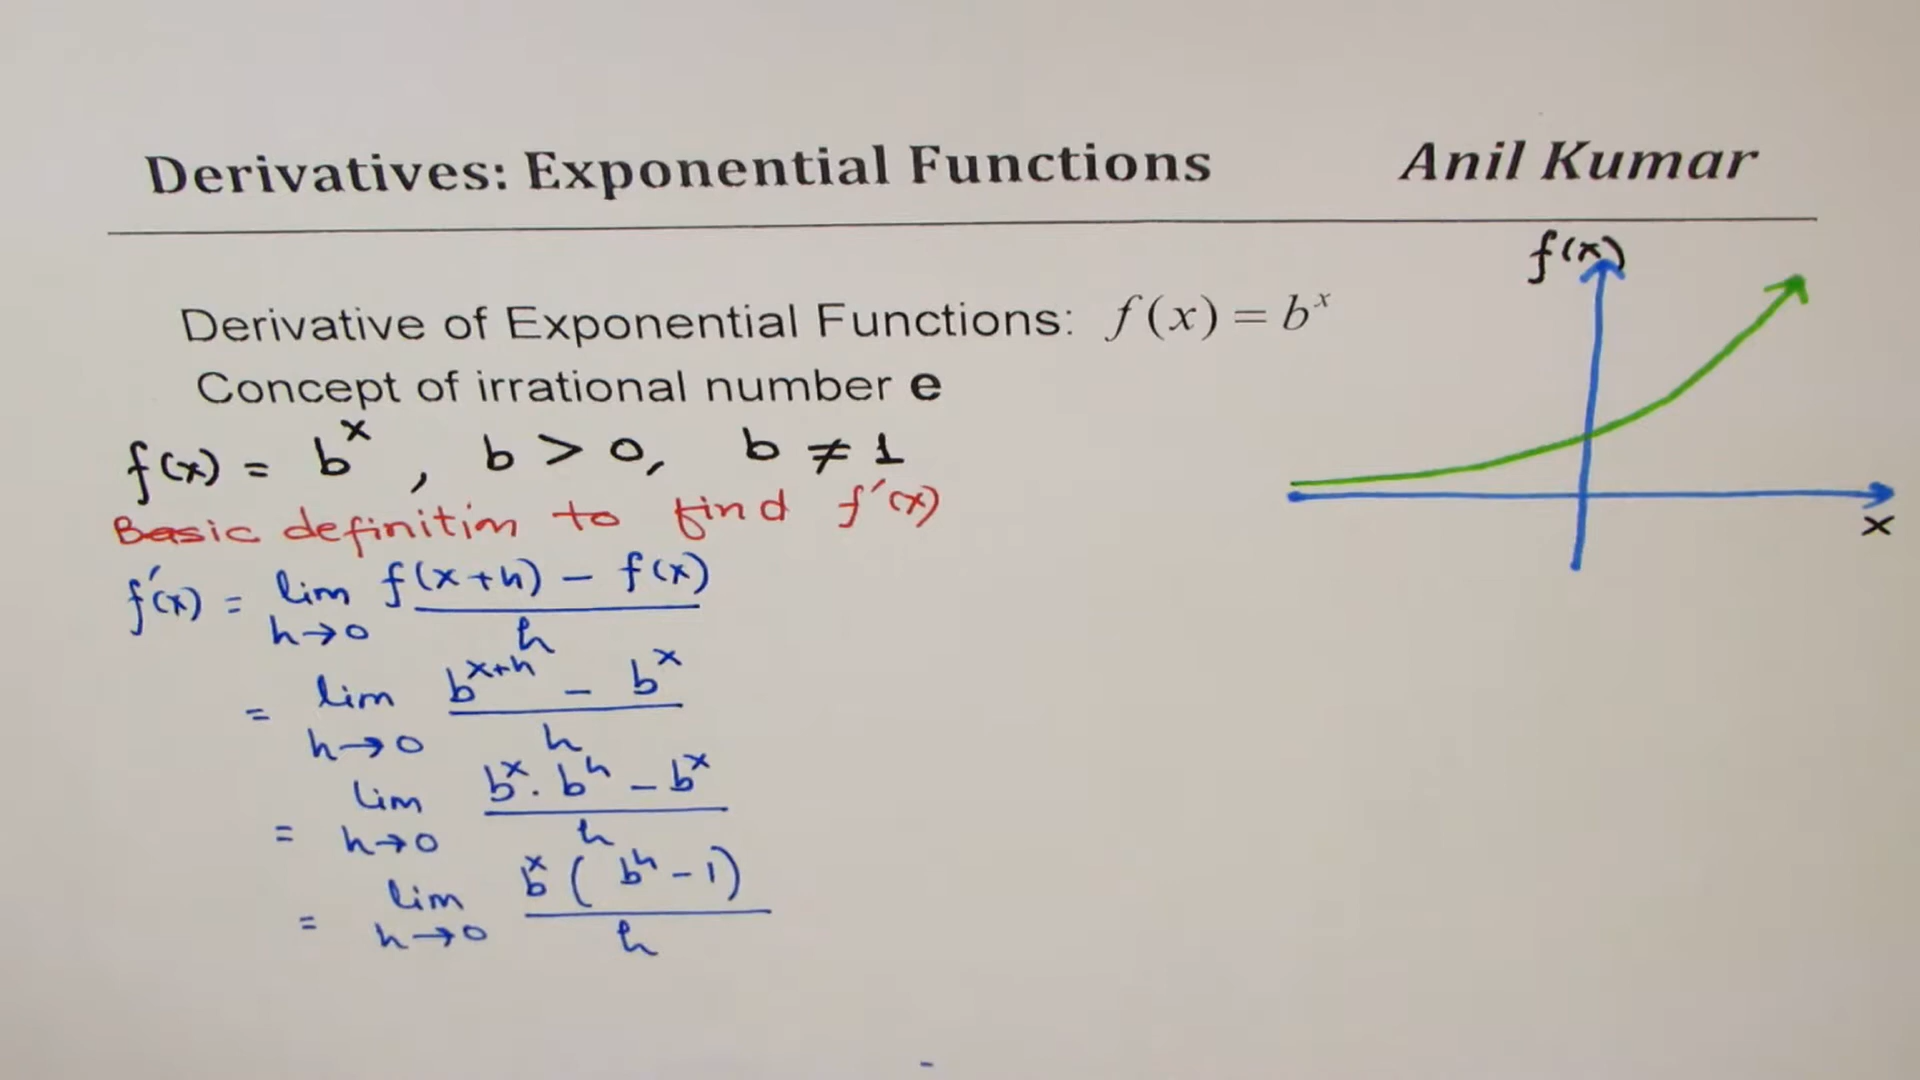 Derivatives: Exponential Functions Anil Kumar
Derivative of Exponential Functions: f(x) = b^x
Concept of irrational number e
f(x) = b^x , b > 0, b ≠ 1
Basic definition to find f'(x)
f'(x) = lim h→0 (f(x+h) − f(x)) / h
= lim h→0 (b^(x+h) − b^x) / h
= lim h→0 (b^x · b^h − b^x) / h
= lim h→0 b^x (b^h − 1) / h
f(x)
x